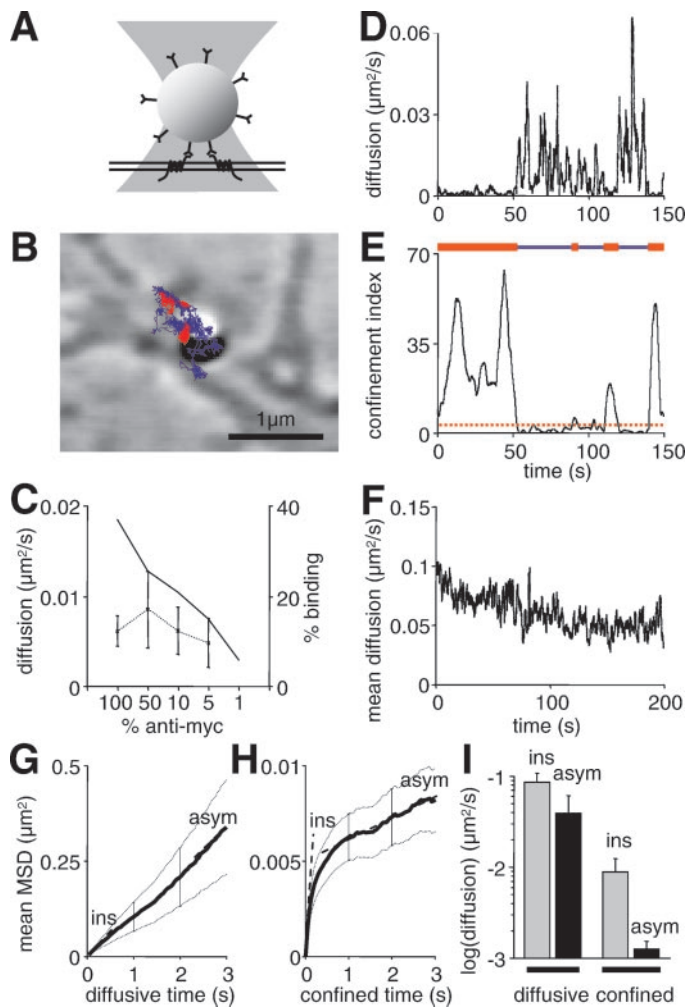 A
B
1µm
C
diffusion (µm²/s)
0.02
0.01
0
40
20
0
% binding
100 50 10 5 1
% anti-myc
D
diffusion (µm²/s)
0.06
0.03
0
0 50 100 150
E
confinement index
70
35
0
0 50 100 150
time (s)
F
mean diffusion (µm²/s)
0.15
0.1
0.05
0
0 100 200
time (s)
G
mean MSD (µm²)
0.5
0.25
0
asym
ins
0 1 2 3
diffusive time (s)
H
0.01
0.005
0
ins
asym
0 1 2 3
confined time (s)
I
log(diffusion) (µm²/s)
-1
-2
-3
ins
asym
ins
asym
diffusive confined